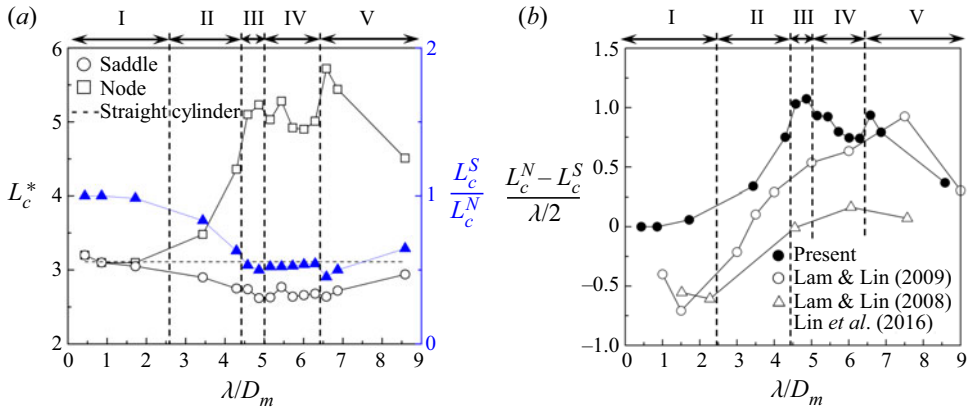 (a)
I II III IV V
6
5
4
3
2
L_c^*
Saddle
Node
Straight cylinder
2
1
0
L_c^S
L_c^N
0 1 2 3 4 5 6 7 8 9
λ/D_m
(b)
I II III IV V
1.5
1.0
0.5
0
–0.5
–1.0
L_c^N – L_c^S
λ/2
Present
Lam & Lin (2009)
Lam & Lin (2008)
Lin et al. (2016)
0 1 2 3 4 5 6 7 8 9
λ/D_m